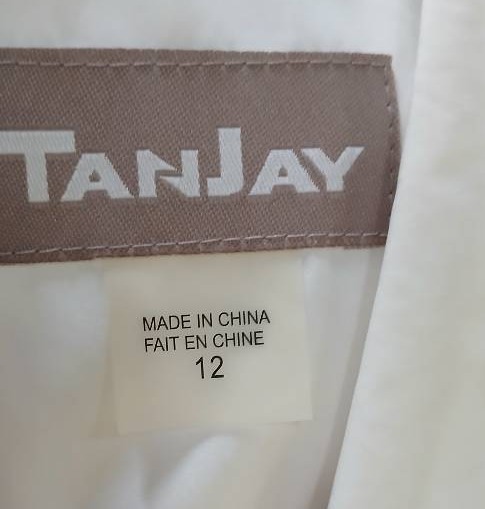 TANJAY
MADE IN CHINA
FAIT EN CHINE
12